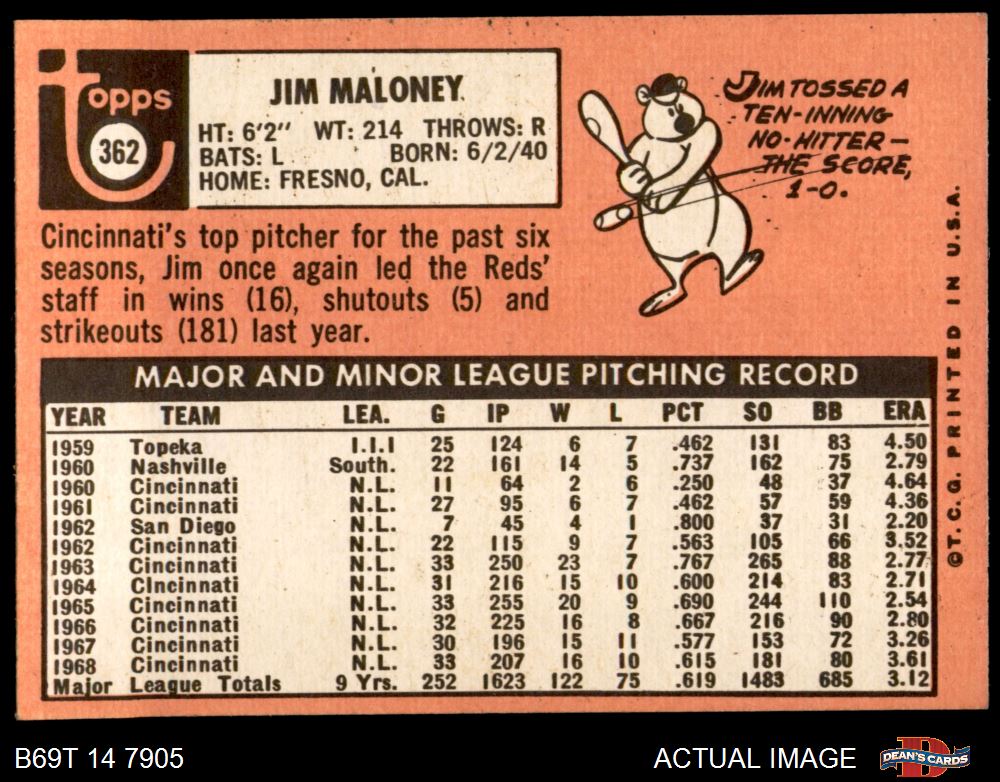 Topps
362
JIM MALONEY
HT: 6'2" WT: 214 THROWS: R
BATS: L BORN: 6/2/40
HOME: FRESNO, CAL.
JIM TOSSED A
TEN-INNING
NO-HITTER—
THE SCORE,
1-0.
Cincinnati's top pitcher for the past six
seasons, Jim once again led the Reds'
staff in wins (16), shutouts (5) and
strikeouts (181) last year.
MAJOR AND MINOR LEAGUE PITCHING RECORD
YEAR TEAM LEA. G IP W L PCT SO BB ERA
1959 Topeka I.I.I 25 124 6 7 .462 131 83 4.50
1960 Nashville South. 22 161 14 5 .737 162 75 2.79
1960 Cincinnati N.L. 11 64 2 6 .250 48 37 4.64
1961 Cincinnati N.L. 27 95 6 7 .462 57 59 4.36
1962 San Diego N.L. 7 45 4 1 .800 37 31 2.20
1962 Cincinnati N.L. 22 115 9 7 .563 105 66 3.52
1963 Cincinnati N.L. 33 250 23 7 .767 265 88 2.77
1964 CIncinnati N.L. 31 216 15 10 .600 214 83 2.71
1965 Cincinnati N.L. 33 255 20 9 .690 244 110 2.54
1966 Cincinnati N.L. 32 225 16 8 .667 216 90 2.80
1967 Cincinnati N.L. 30 196 15 11 .577 153 72 3.26
1968 Cincinnati N.L. 33 207 16 10 .615 181 80 3.61
Major League Totals 9 Yrs. 252 1623 122 75 .619 1483 685 3.12
©T. C. G. PRINTED IN U.S.A.
B69T 14 7905
ACTUAL IMAGE
DEAN'S CARDS